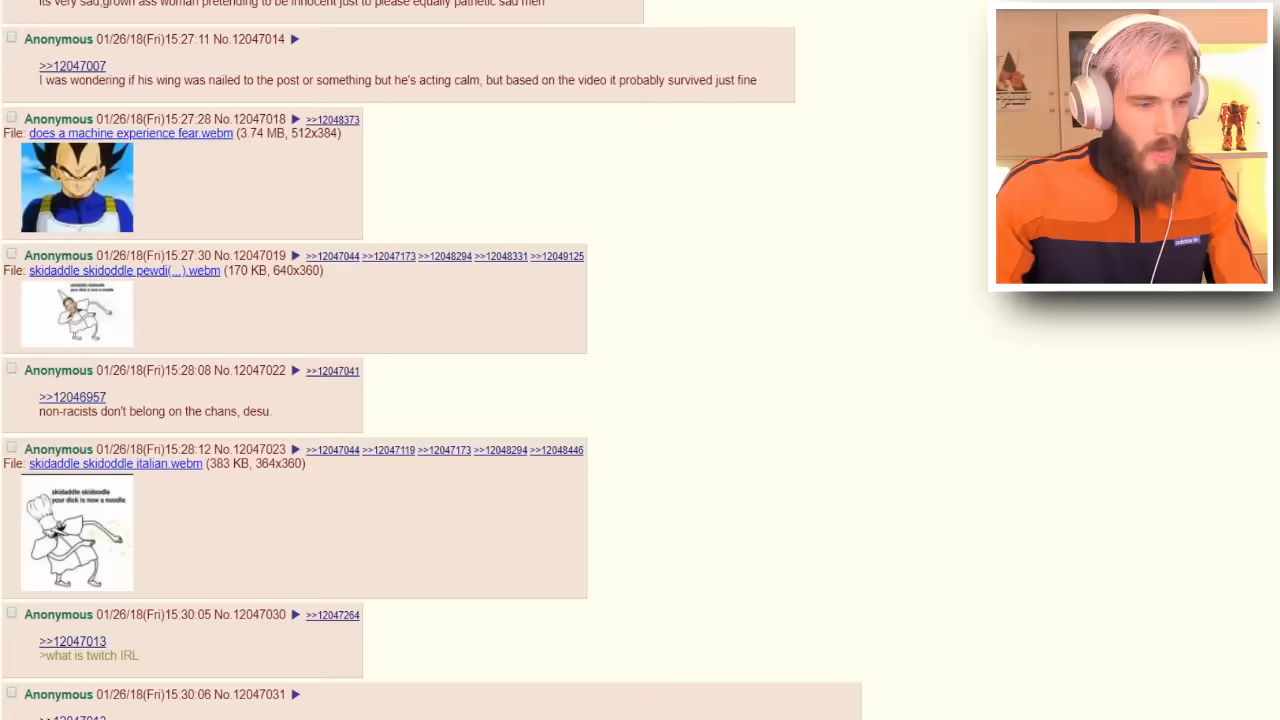 its very sad,grown ass woman pretending to be innocent just to please equally pathetic sad men
Anonymous 01/26/18(Fri)15:27:11 No.12047014 ▶
>>12047007
I was wondering if his wing was nailed to the post or something but he's acting calm, but based on the video it probably survived just fine
Anonymous 01/26/18(Fri)15:27:28 No.12047018 ▶ >>12048373
File: does a machine experience fear.webm (3.74 MB, 512x384)
Anonymous 01/26/18(Fri)15:27:30 No.12047019 ▶ >>12047044 >>12047173 >>12048294 >>12048331 >>12049125
File: skidaddle skidoddle pewdi(...).webm (170 KB, 640x360)
skidaddle skidoddle
your dick is now a noodle
Anonymous 01/26/18(Fri)15:28:08 No.12047022 ▶ >>12047041
>>12046957
non-racists don't belong on the chans, desu.
Anonymous 01/26/18(Fri)15:28:12 No.12047023 ▶ >>12047044 >>12047119 >>12047173 >>12048294 >>12048446
File: skidaddle skidoddle italian.webm (383 KB, 364x360)
skidaddle skidoodle
your dick is now a noodle
Anonymous 01/26/18(Fri)15:30:05 No.12047030 ▶ >>12047264
>>12047013
>what is twitch IRL
Anonymous 01/26/18(Fri)15:30:06 No.12047031 ▶
>>12047013
adidas